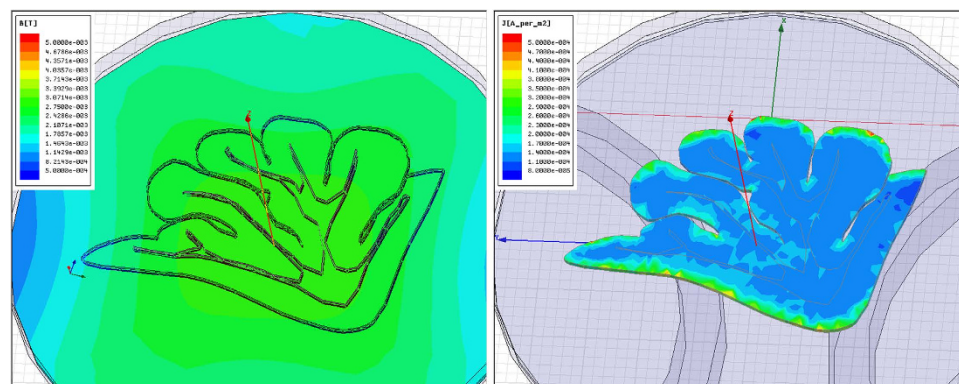 B[T]
5.0000e-003
4.6786e-003
4.3571e-003
4.0357e-003
3.7143e-003
3.3929e-003
3.0714e-003
2.7500e-003
2.4286e-003
2.1071e-003
1.7857e-003
1.4643e-003
1.1429e-003
8.2143e-004
5.0000e-004
J[A_per_m2]
5.0000e-004
4.7000e-004
4.4000e-004
4.1000e-004
3.8000e-004
3.5000e-004
3.2000e-004
2.9000e-004
2.6000e-004
2.3000e-004
2.0000e-004
1.7000e-004
1.4000e-004
1.1000e-004
8.0000e-005
Z
X
Z